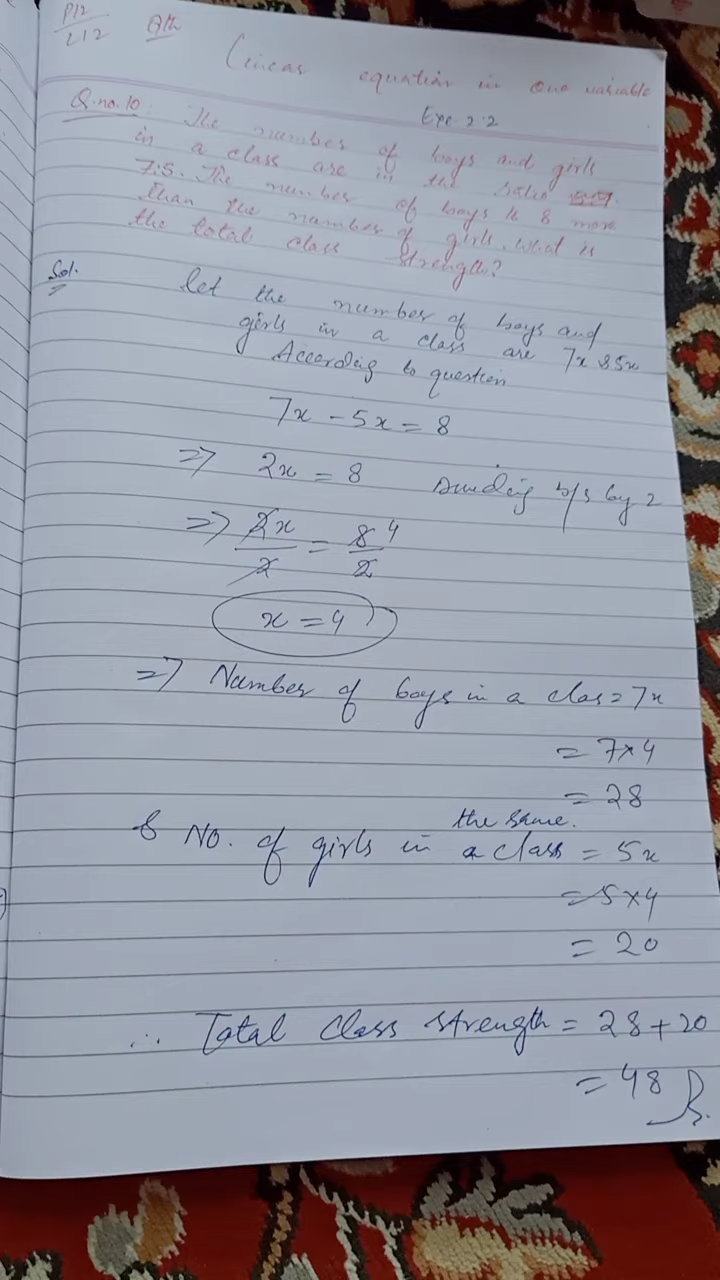 P12
L12
8th
Linear equation in one variable
Exe. 2.2
Q.no.10: The number of boys and girls
in a class are in the ratio
7:5. The number of boys is 8 more
than the number of girls. what is
the total class strength?
Sol.
let the number of boys and
girls in a class are 7x & 5x
According to question
7x - 5x = 8
=> 2x = 8 Dividing b/s by 2
=> 2x/2 = 8/2 4
x = 4
=> Number of boys in a clas = 7x
= 7×4
= 28
the same.
& No. of girls in a class = 5x
= 5×4
= 20
∴ Total Class strength = 28+20
= 48